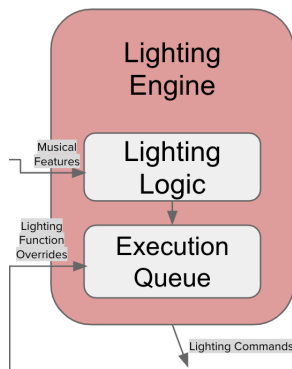 Lighting
Engine
Musical
Features
Lighting
Logic
Lighting
Function
Overrides
Execution
Queue
Lighting Commands